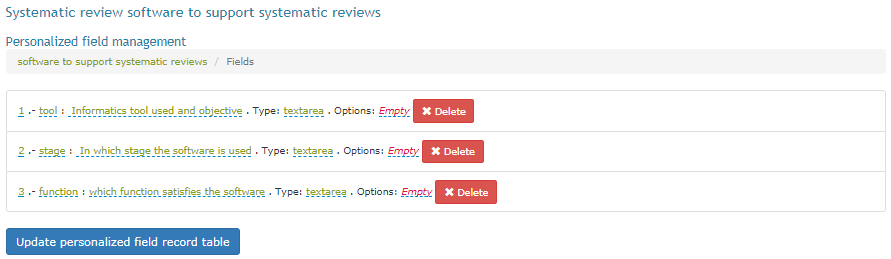 Systematic review software to support systematic reviews
Personalized field management
software to support systematic reviews / Fields
1 .- tool : Informatics tool used and objective . Type: textarea . Options: Empty ✖ Delete
2 .- stage : In which stage the software is used . Type: textarea . Options: Empty ✖ Delete
3 .- function : which function satisfies the software . Type: textarea . Options: Empty ✖ Delete
Update personalized field record table